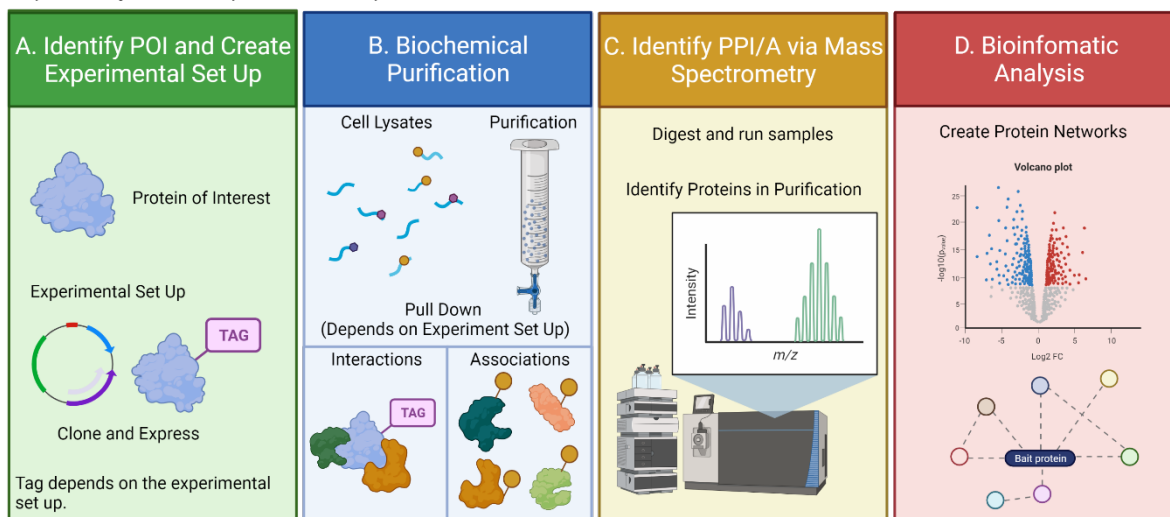 A. Identify POI and Create
Experimental Set Up
Protein of Interest
Experimental Set Up
TAG
Clone and Express
Tag depends on the experimental
set up.
B. Biochemical
Purification
Cell Lysates
Purification
Pull Down
(Depends on Experiment Set Up)
Interactions
TAG
Associations
C. Identify PPI/A via Mass
Spectrometry
Digest and run samples
Identify Proteins in Purification
Intensity
m/z
D. Bioinfomatic
Analysis
Create Protein Networks
Volcano plot
-log10(pvalue)
25
20
15
10
5
0
-10
-5
0
5
10
Log2 FC
Bait protein